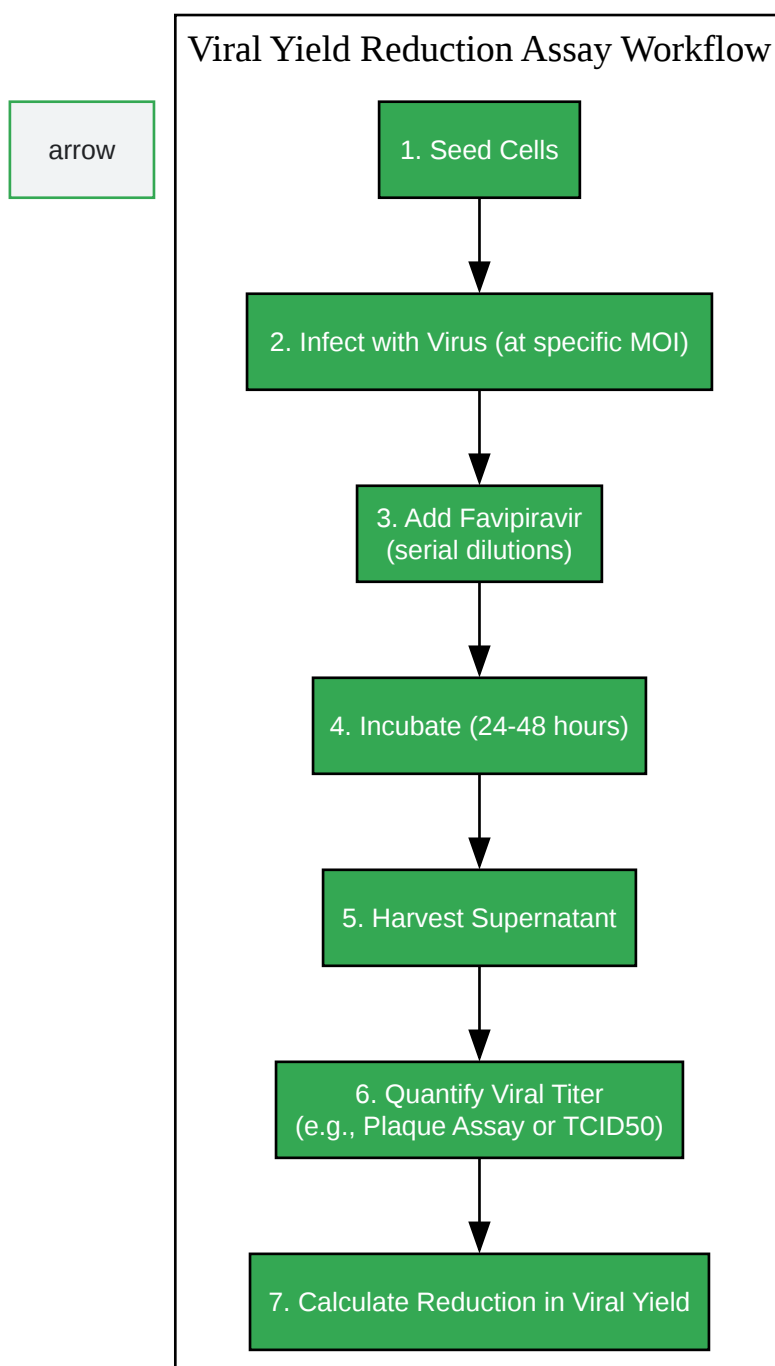 Viral Yield Reduction Assay Workflow
arrow
1. Seed Cells
2. Infect with Virus (at specific MOI)
3. Add Favipiravir
(serial dilutions)
4. Incubate (24-48 hours)
5. Harvest Supernatant
6. Quantify Viral Titer
(e.g., Plaque Assay or TCID50)
7. Calculate Reduction in Viral Yield